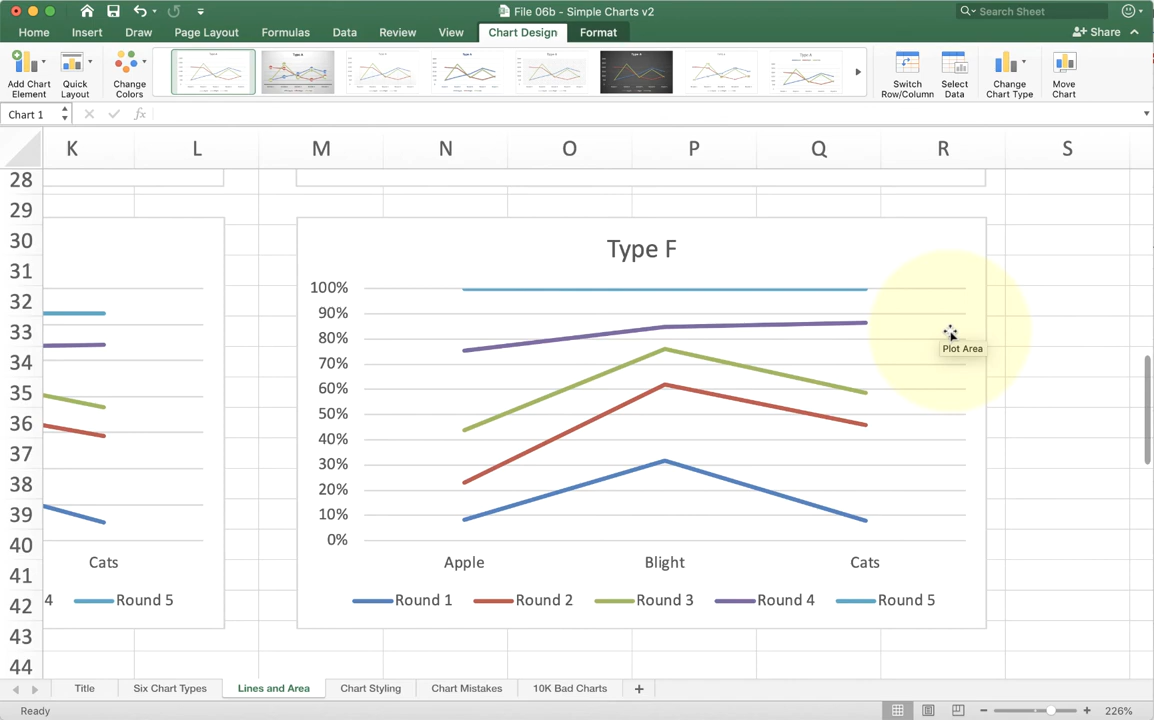 File 06b - Simple Charts v2
Search Sheet
Home Insert Draw Page Layout Formulas Data Review View Chart Design Format
Share
Add Chart Element
Quick Layout
Change Colors
Switch Row/Column
Select Data
Change Chart Type
Move Chart
Chart 1
fx
K L M N O P Q R S
28
29
30
31
32
33
34
35
36
37
38
39
40
41
42
43
44
Cats
4 Round 5
Type F
100%
90%
80%
70%
60%
50%
40%
30%
20%
10%
0%
Apple Blight Cats
Round 1 Round 2 Round 3 Round 4 Round 5
Plot Area
Title Six Chart Types Lines and Area Chart Styling Chart Mistakes 10K Bad Charts
Ready
226%